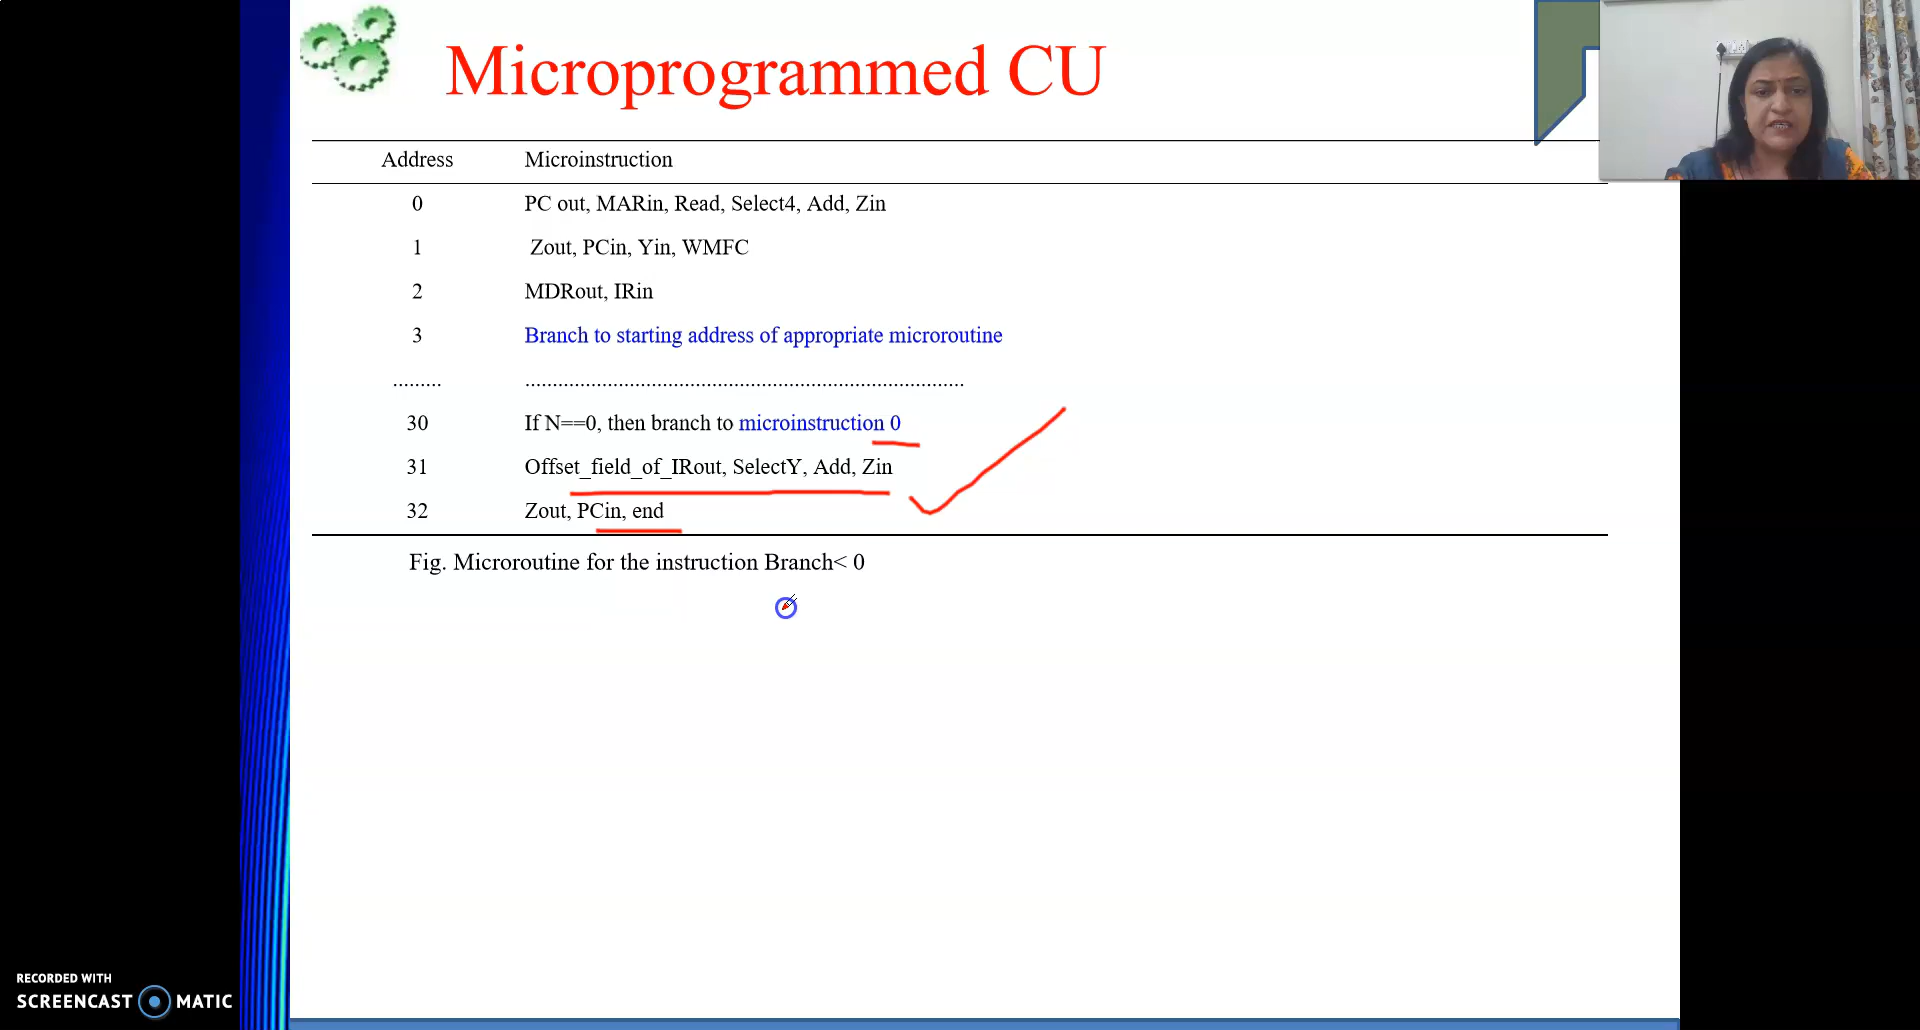 Microprogrammed CU
Address Microinstruction
0 PC out, MARin, Read, Select4, Add, Zin
1 Zout, PCin, Yin, WMFC
2 MDRout, IRin
3 Branch to starting address of appropriate microroutine
......... ................................................................................
30 If N==0, then branch to microinstruction 0
31 Offset_field_of_IRout, SelectY, Add, Zin
32 Zout, PCin, end
Fig. Microroutine for the instruction Branch< 0
RECORDED WITH
SCREENCAST MATIC